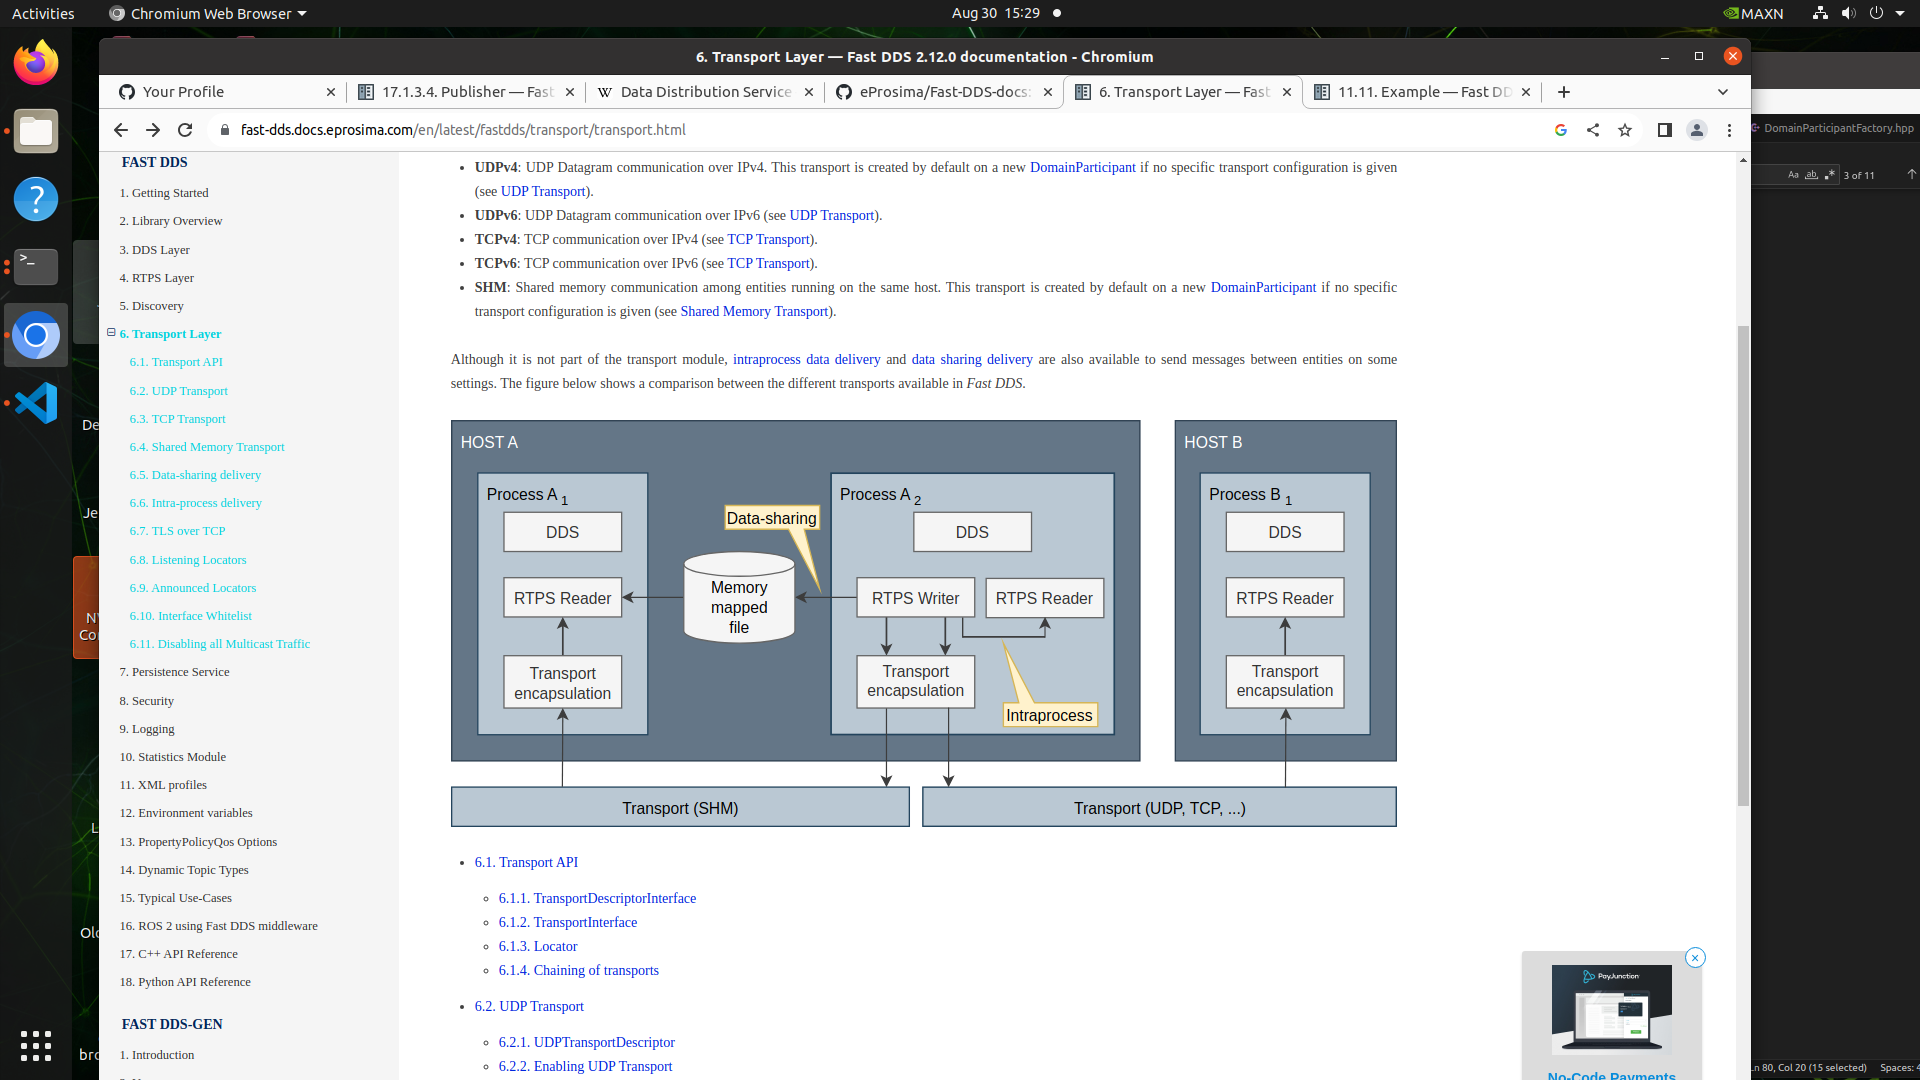 Activities
Chromium Web Browser
Aug 30 15:29
MAXN
6. Transport Layer — Fast DDS 2.12.0 documentation - Chromium
Your Profile
17.1.3.4. Publisher — Fast
Data Distribution Service
eProsima/Fast-DDS-docs:
6. Transport Layer — Fast
11.11. Example — Fast DD
fast-dds.docs.eprosima.com/en/latest/fastdds/transport/transport.html
DomainParticipantFactory.hpp
3 of 11
FAST DDS
1. Getting Started
2. Library Overview
3. DDS Layer
4. RTPS Layer
5. Discovery
6. Transport Layer
6.1. Transport API
6.2. UDP Transport
6.3. TCP Transport
6.4. Shared Memory Transport
6.5. Data-sharing delivery
6.6. Intra-process delivery
6.7. TLS over TCP
6.8. Listening Locators
6.9. Announced Locators
6.10. Interface Whitelist
6.11. Disabling all Multicast Traffic
7. Persistence Service
8. Security
9. Logging
10. Statistics Module
11. XML profiles
12. Environment variables
13. PropertyPolicyQos Options
14. Dynamic Topic Types
15. Typical Use-Cases
16. ROS 2 using Fast DDS middleware
17. C++ API Reference
18. Python API Reference
FAST DDS-GEN
1. Introduction
UDPv4: UDP Datagram communication over IPv4. This transport is created by default on a new DomainParticipant if no specific transport configuration is given
(see UDP Transport).
UDPv6: UDP Datagram communication over IPv6 (see UDP Transport).
TCPv4: TCP communication over IPv4 (see TCP Transport).
TCPv6: TCP communication over IPv6 (see TCP Transport).
SHM: Shared memory communication among entities running on the same host. This transport is created by default on a new DomainParticipant if no specific
transport configuration is given (see Shared Memory Transport).
Although it is not part of the transport module, intraprocess data delivery and data sharing delivery are also available to send messages between entities on some
settings. The figure below shows a comparison between the different transports available in Fast DDS.
HOST A
Process A 1
DDS
RTPS Reader
Transport
encapsulation
Data-sharing
Memory
mapped
file
Process A 2
DDS
RTPS Writer
RTPS Reader
Transport
encapsulation
Intraprocess
HOST B
Process B 1
DDS
RTPS Reader
Transport
encapsulation
Transport (SHM)
Transport (UDP, TCP, ...)
6.1. Transport API
6.1.1. TransportDescriptorInterface
6.1.2. TransportInterface
6.1.3. Locator
6.1.4. Chaining of transports
6.2. UDP Transport
6.2.1. UDPTransportDescriptor
6.2.2. Enabling UDP Transport
PayJunction
No-Code Payments
Ln 80, Col 20 (15 selected)
Spaces: 4